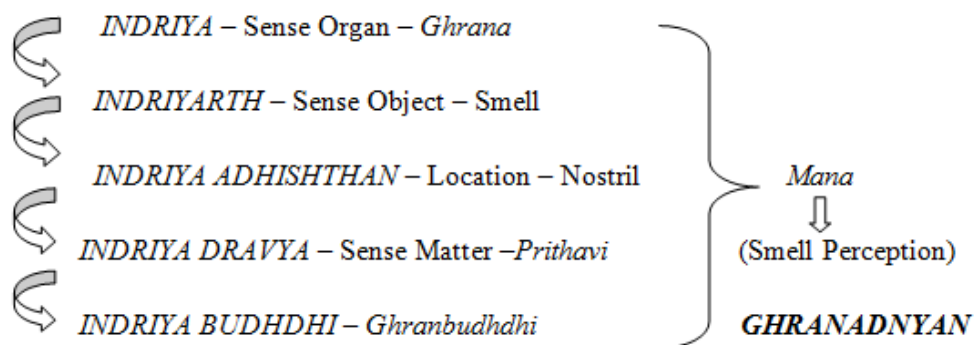 INDRIYA – Sense Organ – Ghrana
INDRIYARTH – Sense Object – Smell
INDRIYA ADHISHTHAN – Location – Nostril
Mana
INDRIYA DRAVYA – Sense Matter –Prithavi
(Smell Perception)
INDRIYA BUDHDHI – Ghranbudhdhi
GHRANADNYAN